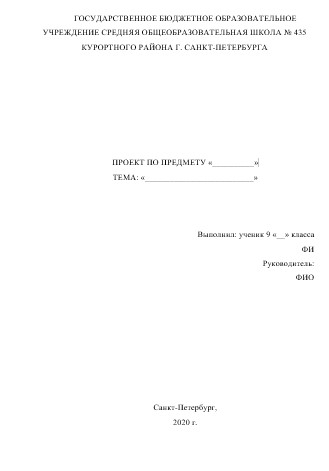 ГОСУДАРСТВЕННОЕ БЮДЖЕТНОЕ ОБРАЗОВАТЕЛЬНОЕ
УЧРЕЖДЕНИЕ СРЕДНЯЯ ОБЩЕОБРАЗОВАТЕЛЬНАЯ ШКОЛА № 435
КУРОРТНОГО РАЙОНА Г. САНКТ-ПЕТЕРБУРГА
ПРОЕКТ ПО ПРЕДМЕТУ «__________»
ТЕМА: «__________________________»
Выполнил: ученик 9 «__» класса
ФИ
Руководитель:
ФИО
Санкт-Петербург,
2020 г.